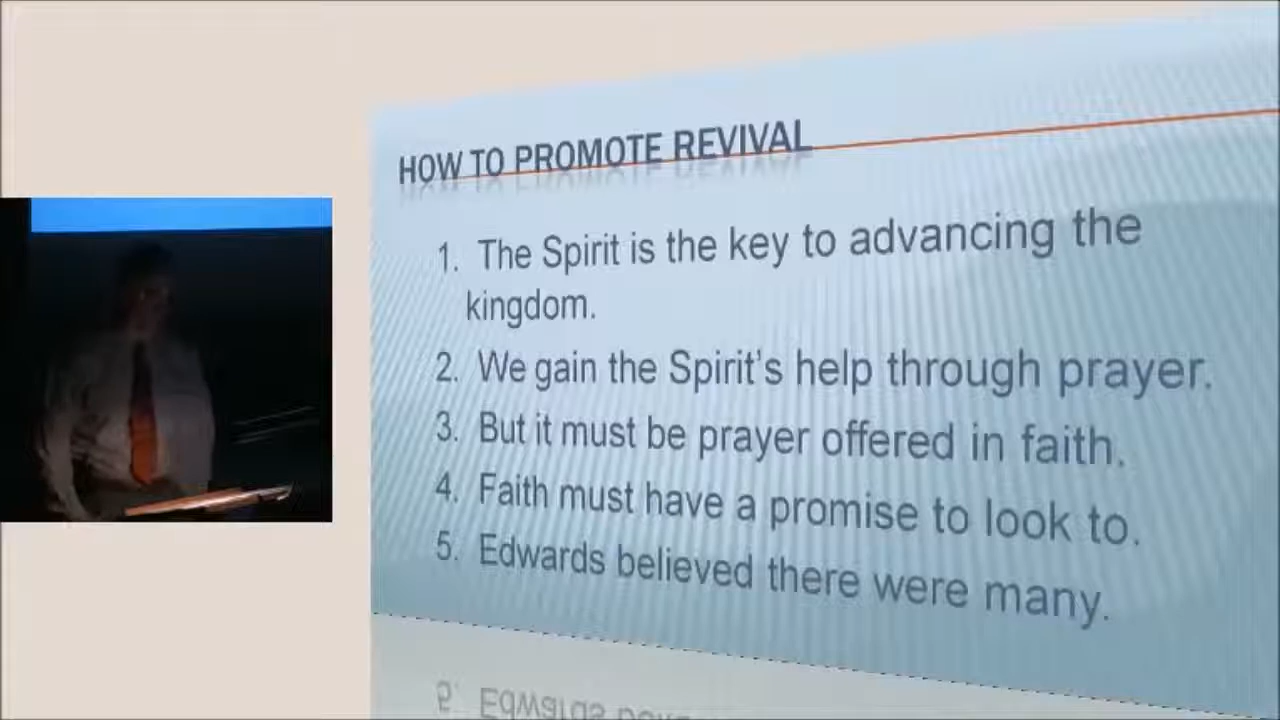 HOW TO PROMOTE REVIVAL
1. The Spirit is the key to advancing the
kingdom.
2. We gain the Spirit's help through prayer.
3. But it must be prayer offered in faith.
4. Faith must have a promise to look to.
5. Edwards believed there were many.